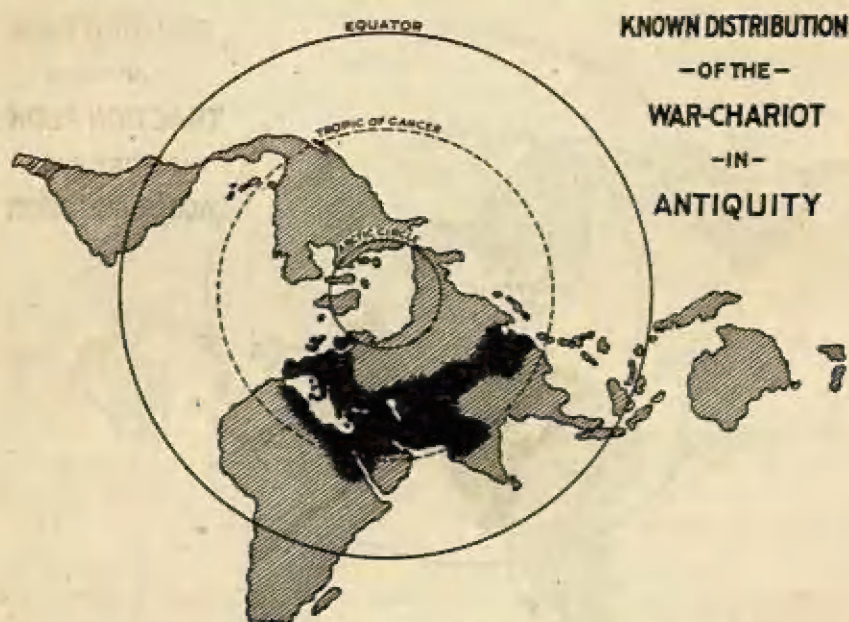 KNOWN DISTRIBUTION
-OF THE-
WAR-CHARIOT
-IN-
ANTIQUITY
EQUATOR
TROPIC OF CANCER